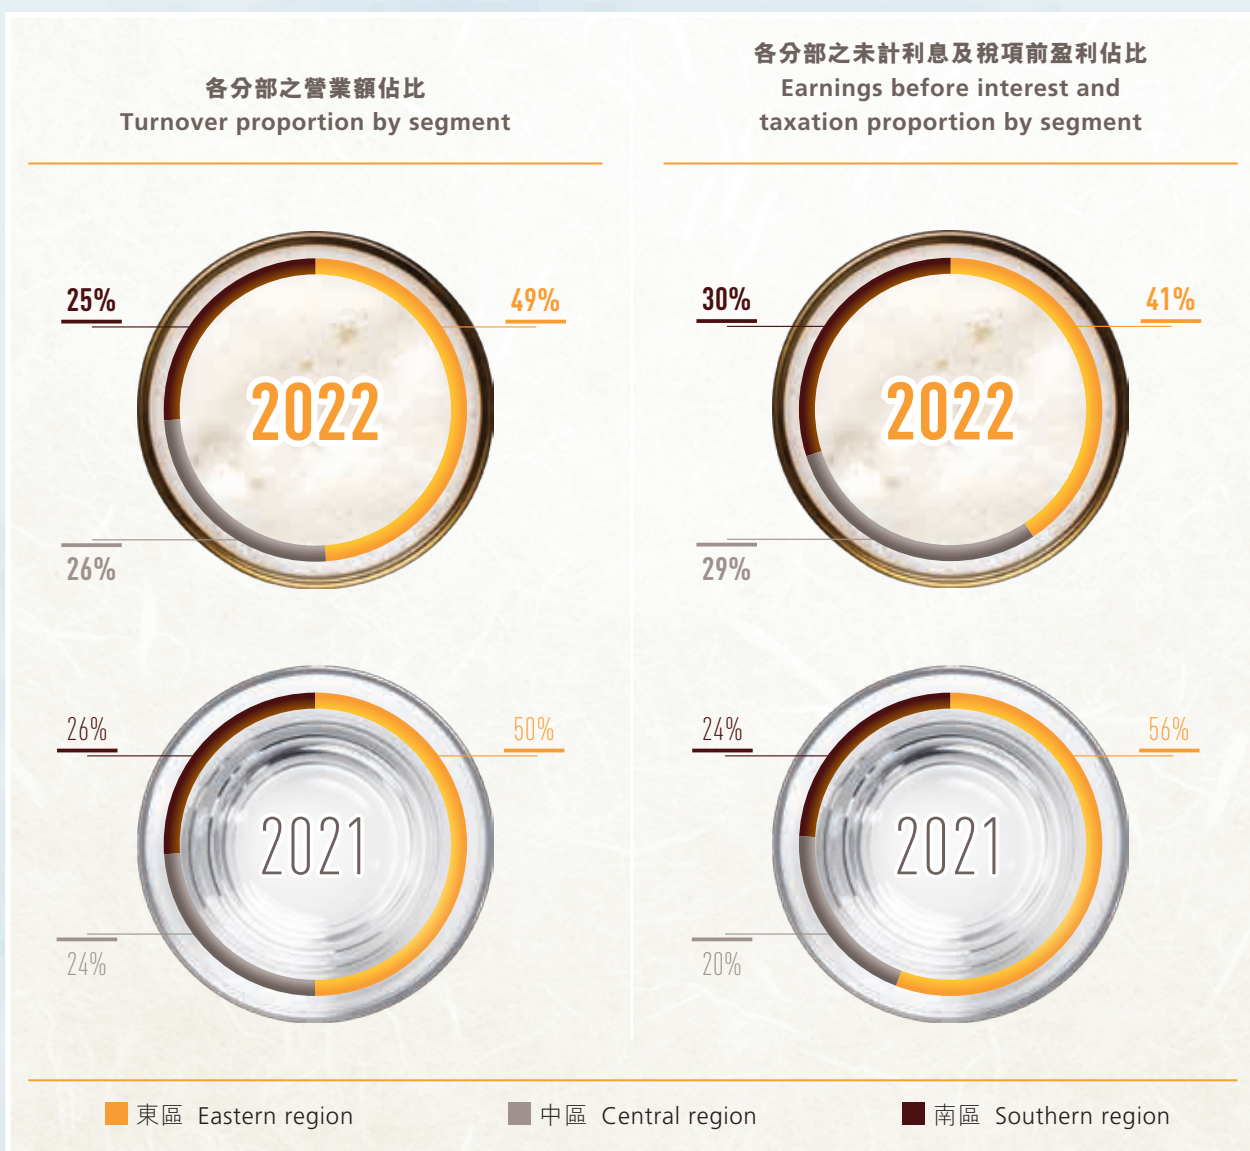 各分部之營業額佔比
Turnover proportion by segment
25%
49%
2022
26%
26%
50%
2021
24%
各分部之未計利息及稅項前盈利佔比
Earnings before interest and
taxation proportion by segment
30%
41%
2022
29%
24%
56%
2021
20%
東區 Eastern region
中區 Central region
南區 Southern region